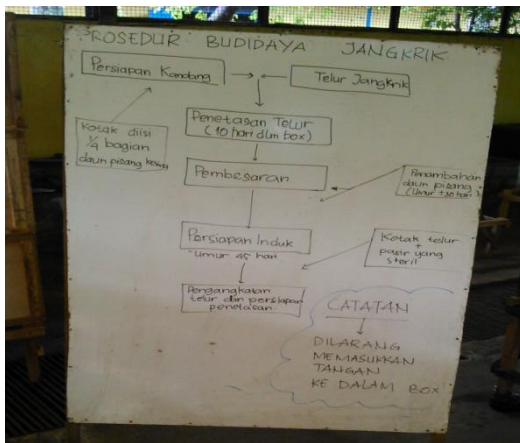 PROSEDUR BUDIDAYA JANGKRIK
Persiapan Kandang
Telur Jangkrik
Kotak diisi
1/4 bagian
daun pisang kering
Penetasan Telur
(10 hari dlm box)
Pembesaran
Penambahan
daun pisang
(Umur ± 30 hari)
Persiapan Induk
Umur 45 hari
Kotak telur
+
pasir yang
steril
Pengangkatan
telur dan persiapan
penetasan
CATATAN
DILARANG
MEMASUKKAN
TANGAN
KE DALAM BOX